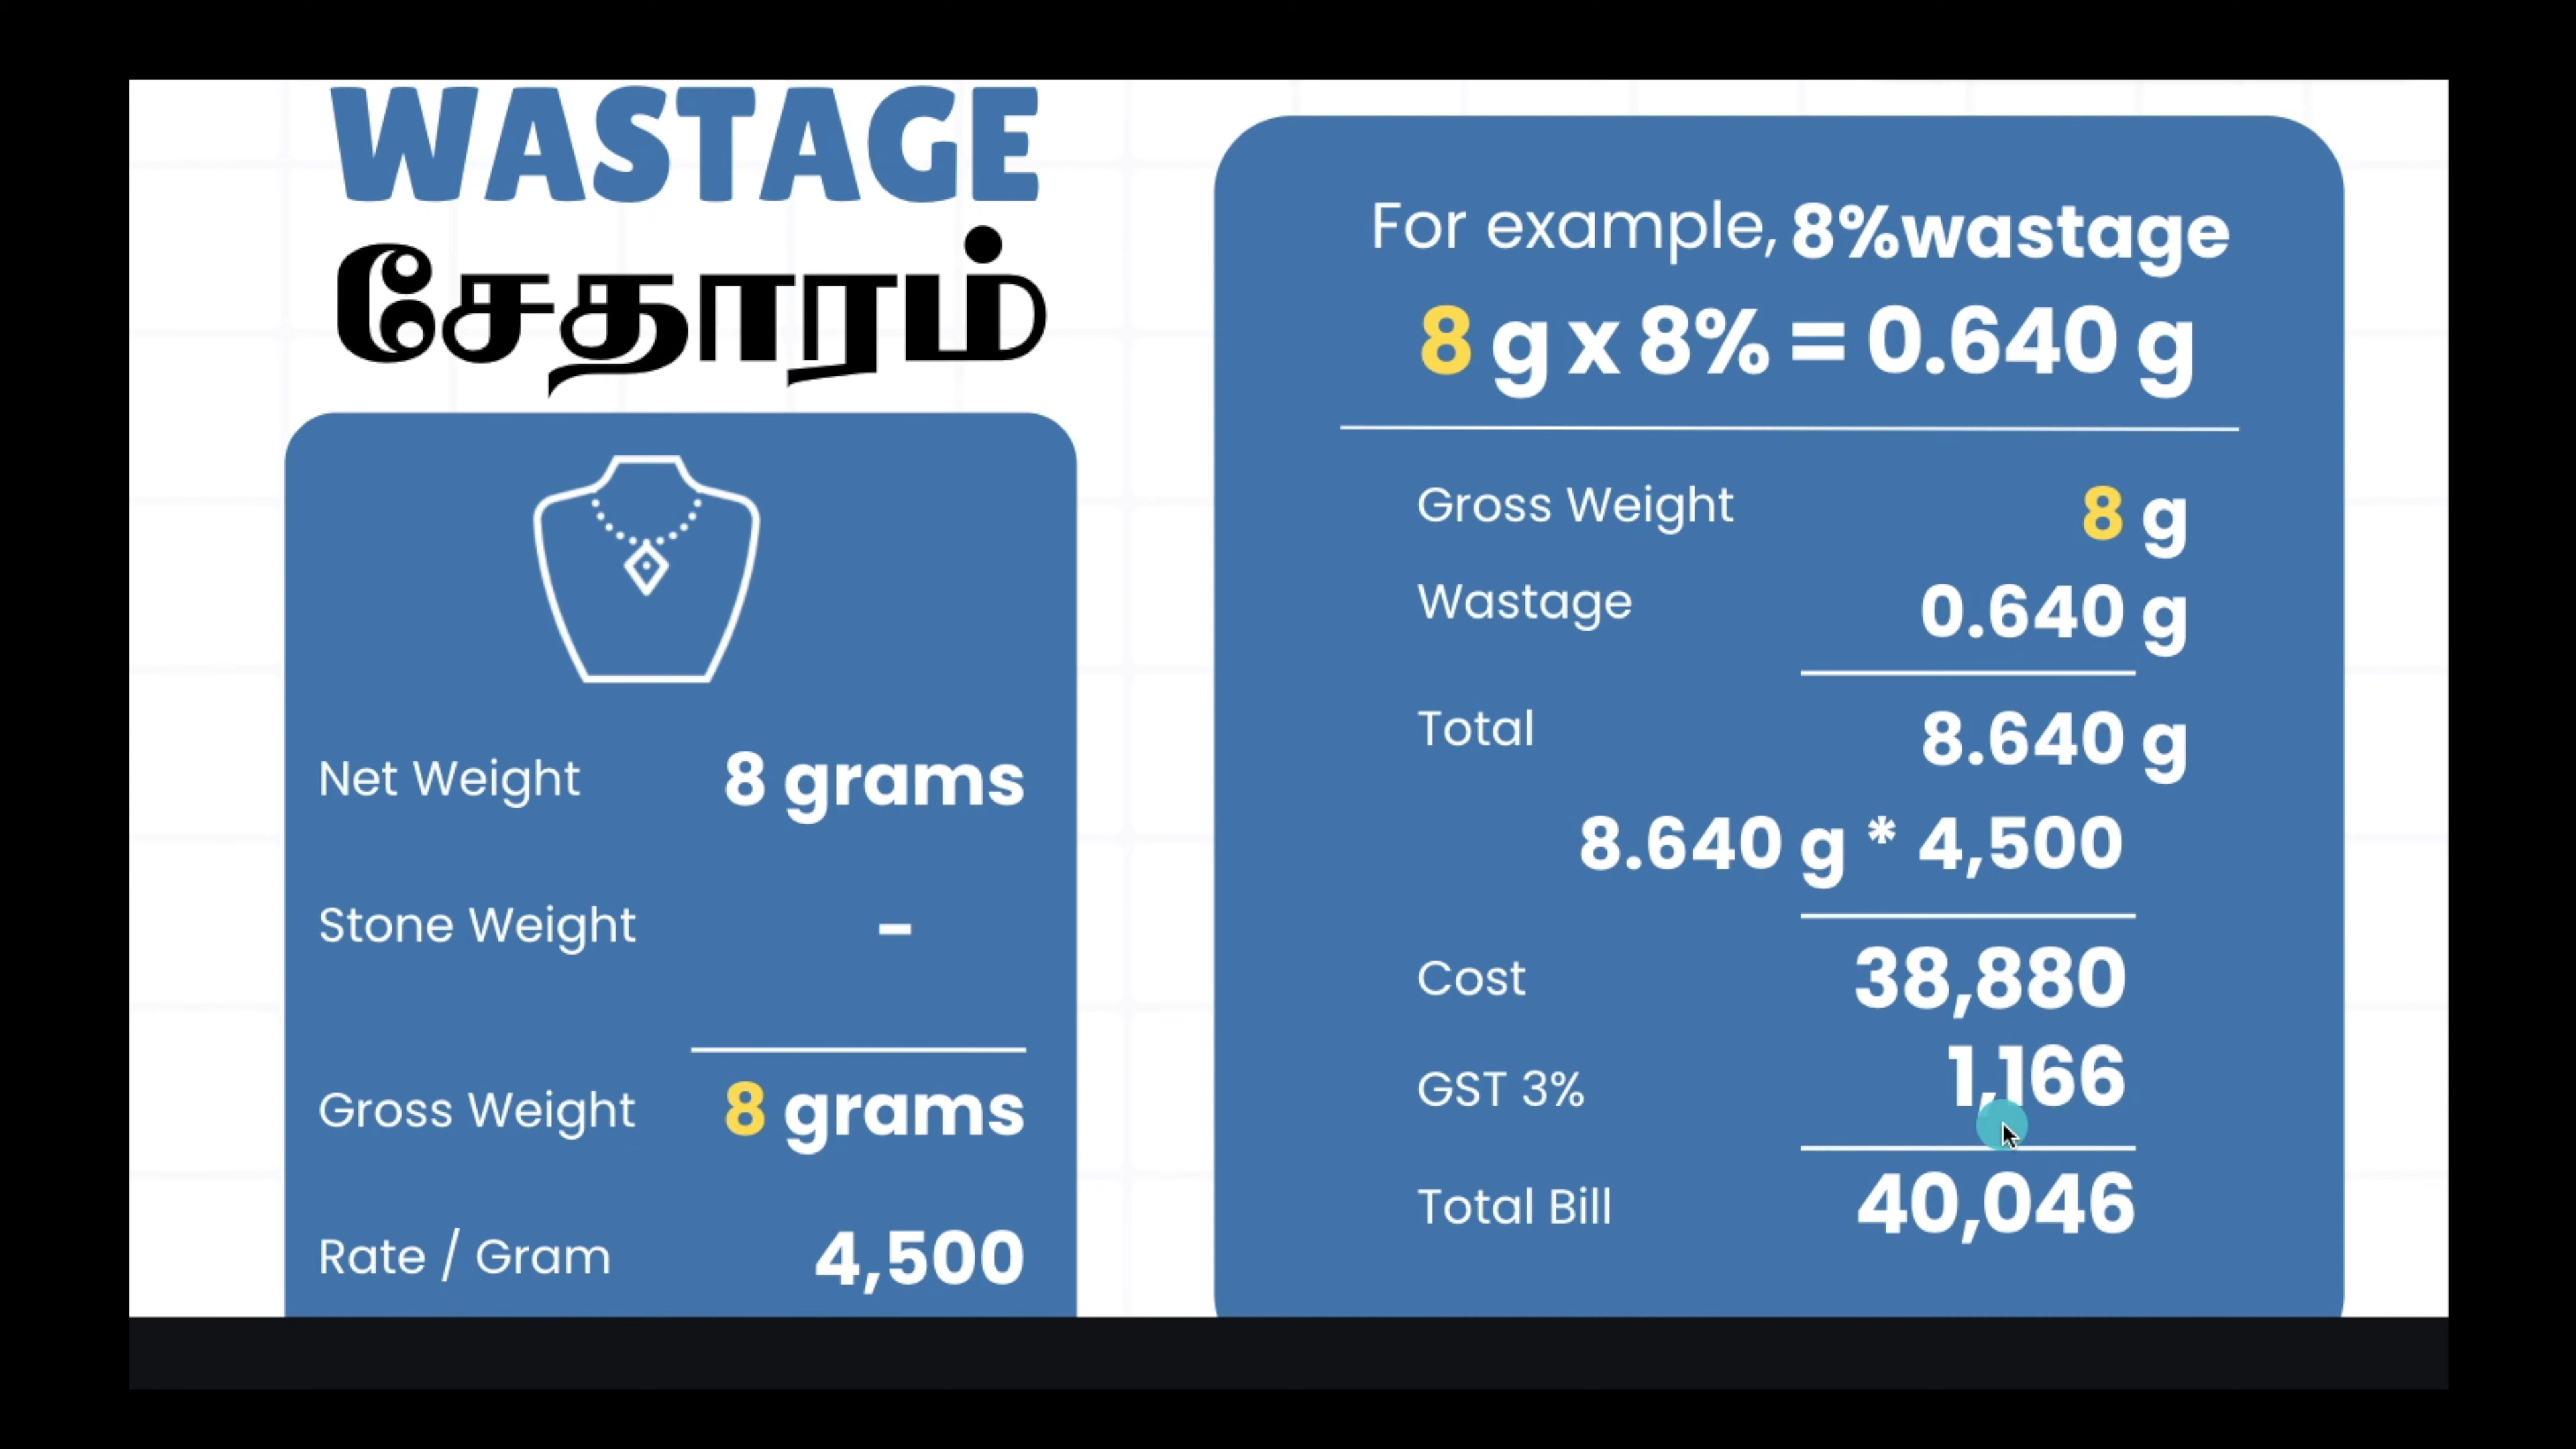 WASTAGE
சேதாரம்
Net Weight 8 grams
Stone Weight -
Gross Weight 8 grams
Rate / Gram 4,500
For example, 8%wastage
8 g x 8% = 0.640 g
Gross Weight 8 g
Wastage 0.640 g
Total 8.640 g
8.640 g * 4,500
Cost 38,880
GST 3% 1,166
Total Bill 40,046